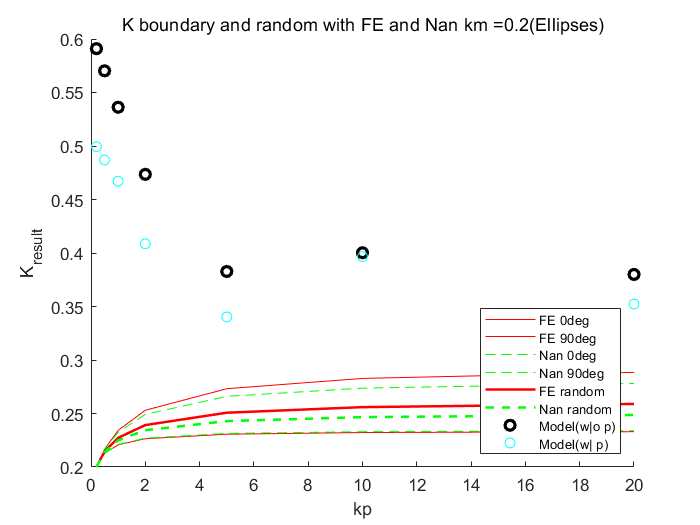 K boundary and random with FE and Nan km =0.2(Ellipses)
0.6
0.55
0.5
0.45
0.4
0.35
0.3
0.25
0.2
K_result
0 2 4 6 8 10 12 14 16 18 20
kp
FE 0deg
FE 90deg
Nan 0deg
Nan 90deg
FE random
Nan random
Model(w|o p)
Model(w| p)